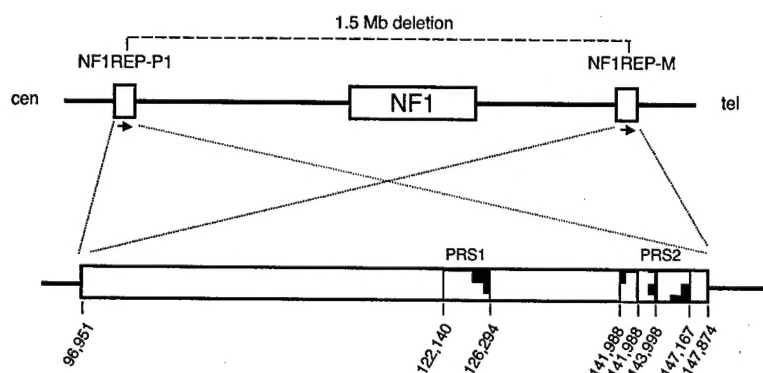 1.5 Mb deletion
NF1REP-P1 NF1REP-M
cen NF1 tel
PRS1 PRS2
96,951 122,140 126,294 141,988 141,988 143,998 147,167 147,874